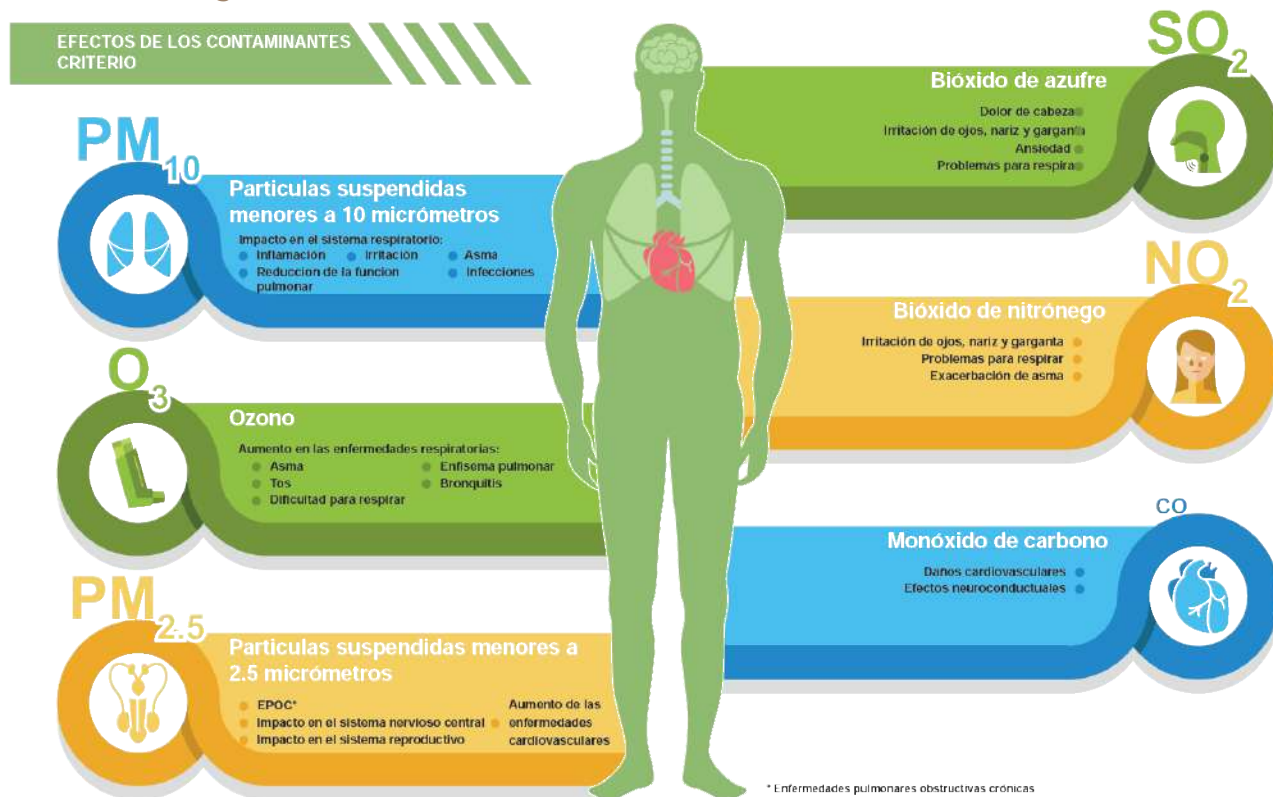 EFECTOS DE LOS CONTAMINANTES
CRITERIO
PM10
Particulas suspendidas
menores a 10 micrómetros
Impacto en el sistema respiratorio:
Inflamación
Irritación
Asma
Reduccion de la funcion
pulmonar
Infecciones
O3
Ozono
Aumento en las enfermedades respiratorias:
Asma
Enfisema pulmonar
Tos
Bronquitis
Dificultad para respirar
PM2.5
Particulas suspendidas menores a
2.5 micrómetros
EPOC*
Impacto en el sistema nervioso central
Impacto en el sistema reproductivo
Aumento de las
enfermedades
cardiovasculares
SO2
Bióxido de azufre
Dolor de cabeza
Irritación de ojos, nariz y garganta
Ansiedad
Problemas para respira
NO2
Bióxido de nitrónego
Irritación de ojos, nariz y garganta
Problemas para respirar
Exacerbación de asma
CO
Monóxido de carbono
Daños cardiovasculares
Efectos neuroconductuales
* Enfermedades pulmonares obstructivas crónicas